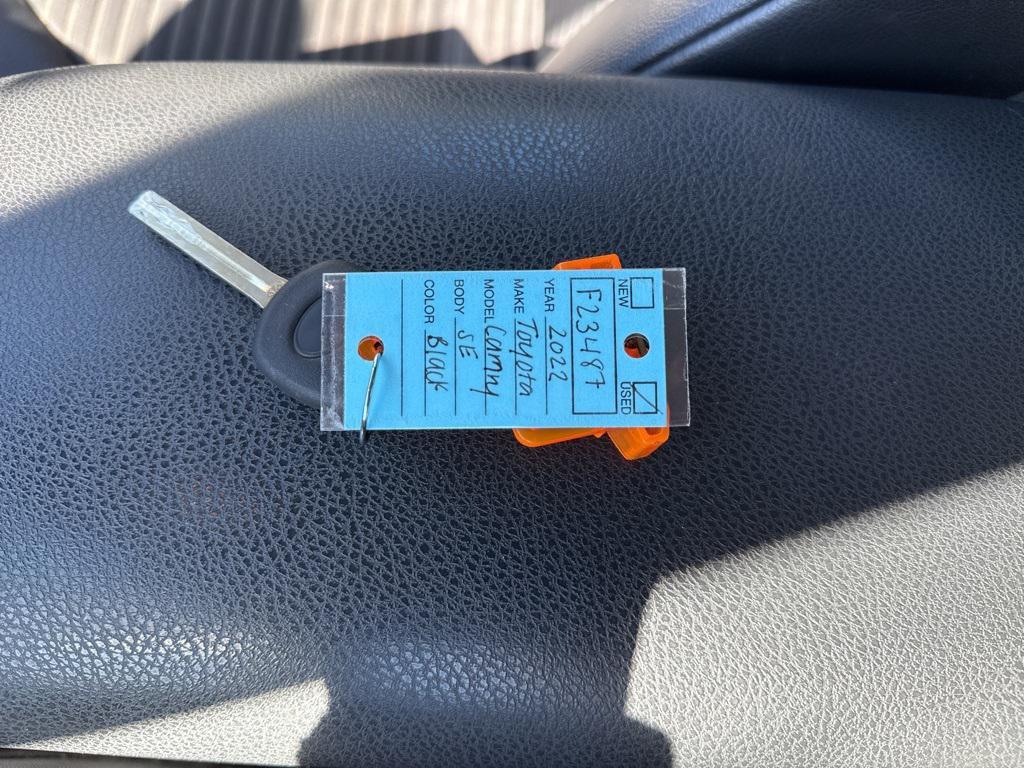 NEW USED
F23487
YEAR 2022
MAKE Toyota
MODEL Camry
BODY SE
COLOR Black